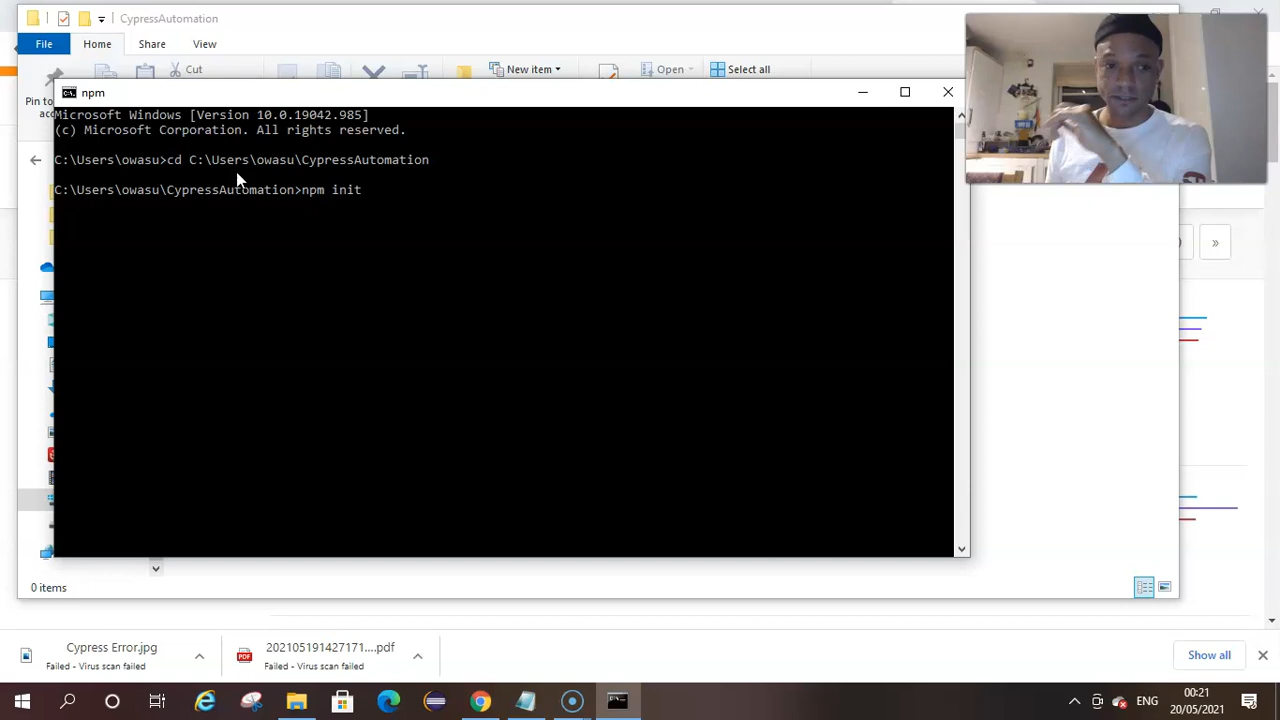 CypressAutomation
File
Home
Share
View
Cut
New item
Open
Select all
Pin to
npm
Microsoft Windows [Version 10.0.19042.985]
(c) Microsoft Corporation. All rights reserved.
C:\Users\owasu>cd C:\Users\owasu\CypressAutomation
C:\Users\owasu\CypressAutomation>npm init
»
0 items
Cypress Error.jpg
Failed - Virus scan failed
202105191427171....pdf
Failed - Virus scan failed
Show all
ENG
00:21
20/05/2021